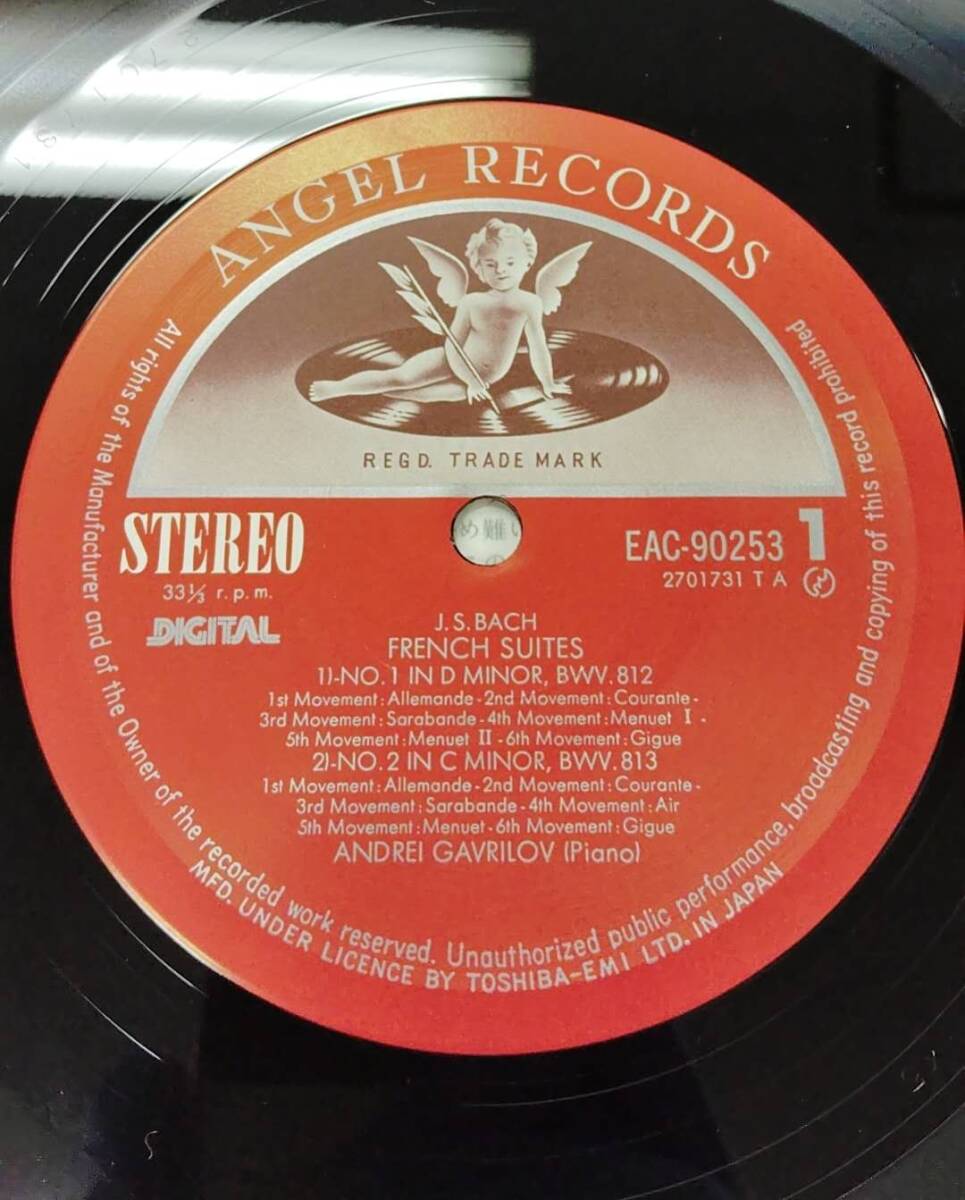 ANGEL RECORDS
REGD. TRADE MARK
STEREO
33⅓ r.p.m.
DIGITAL
EAC-90253 1
2701731 T A
め難い
J.S.BACH
FRENCH SUITES
1)-NO.1 IN D MINOR, BWV.812
1st Movement:Allemande-2nd Movement:Courante-
3rd Movement:Sarabande-4th Movement:Menuet I-
5th Movement:Menuet II-6th Movement:Gigue
2)-NO.2 IN C MINOR, BWV.813
1st Movement:Allemande-2nd Movement:Courante-
3rd Movement:Sarabande-4th Movement:Air
5th Movement:Menuet-6th Movement:Gigue
ANDREI GAVRILOV (Piano)
All rights of the Manufacturer and of the Owner of the recorded work reserved. Unauthorized public performance, broadcasting and copying of this record prohibited
MFD. UNDER LICENCE BY TOSHIBA-EMI LTD. IN JAPAN